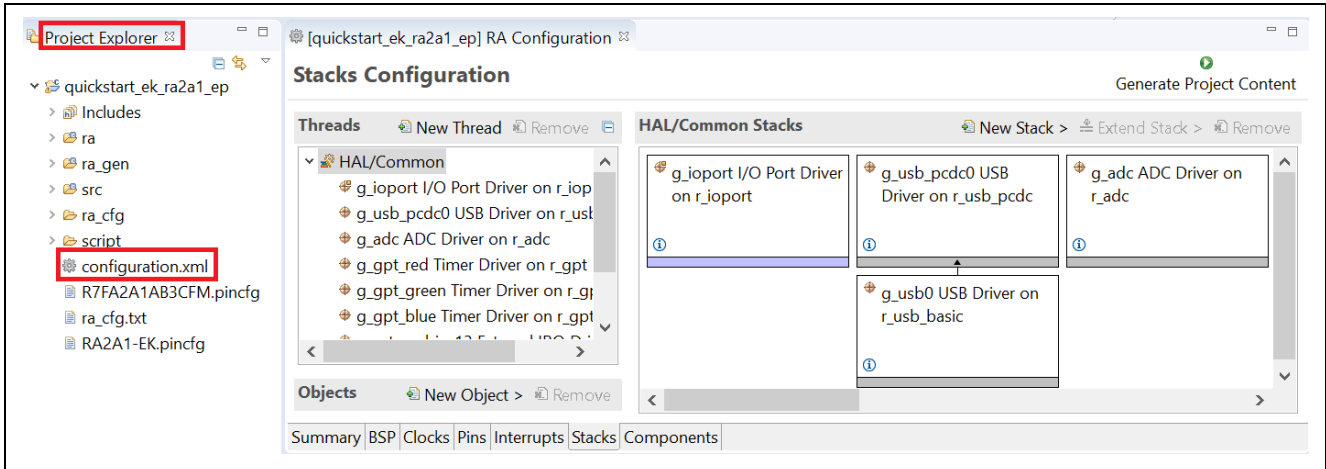 Project Explorer
quickstart_ek_ra2a1_ep
Includes
ra
ra_gen
src
ra_cfg
script
configuration.xml
R7FA2A1AB3CFM.pincfg
ra_cfg.txt
RA2A1-EK.pincfg
[quickstart_ek_ra2a1_ep] RA Configuration
Stacks Configuration
Generate Project Content
Threads New Thread Remove
HAL/Common
g_ioport I/O Port Driver on r_iop
g_usb_pcdc0 USB Driver on r_usb
g_adc ADC Driver on r_adc
g_gpt_red Timer Driver on r_gpt
g_gpt_green Timer Driver on r_gp
g_gpt_blue Timer Driver on r_gpt
Objects New Object > Remove
HAL/Common Stacks New Stack > Extend Stack > Remove
g_ioport I/O Port Driver
on r_ioport
g_usb_pcdc0 USB
Driver on r_usb_pcdc
g_adc ADC Driver on
r_adc
g_usb0 USB Driver on
r_usb_basic
Summary BSP Clocks Pins Interrupts Stacks Components